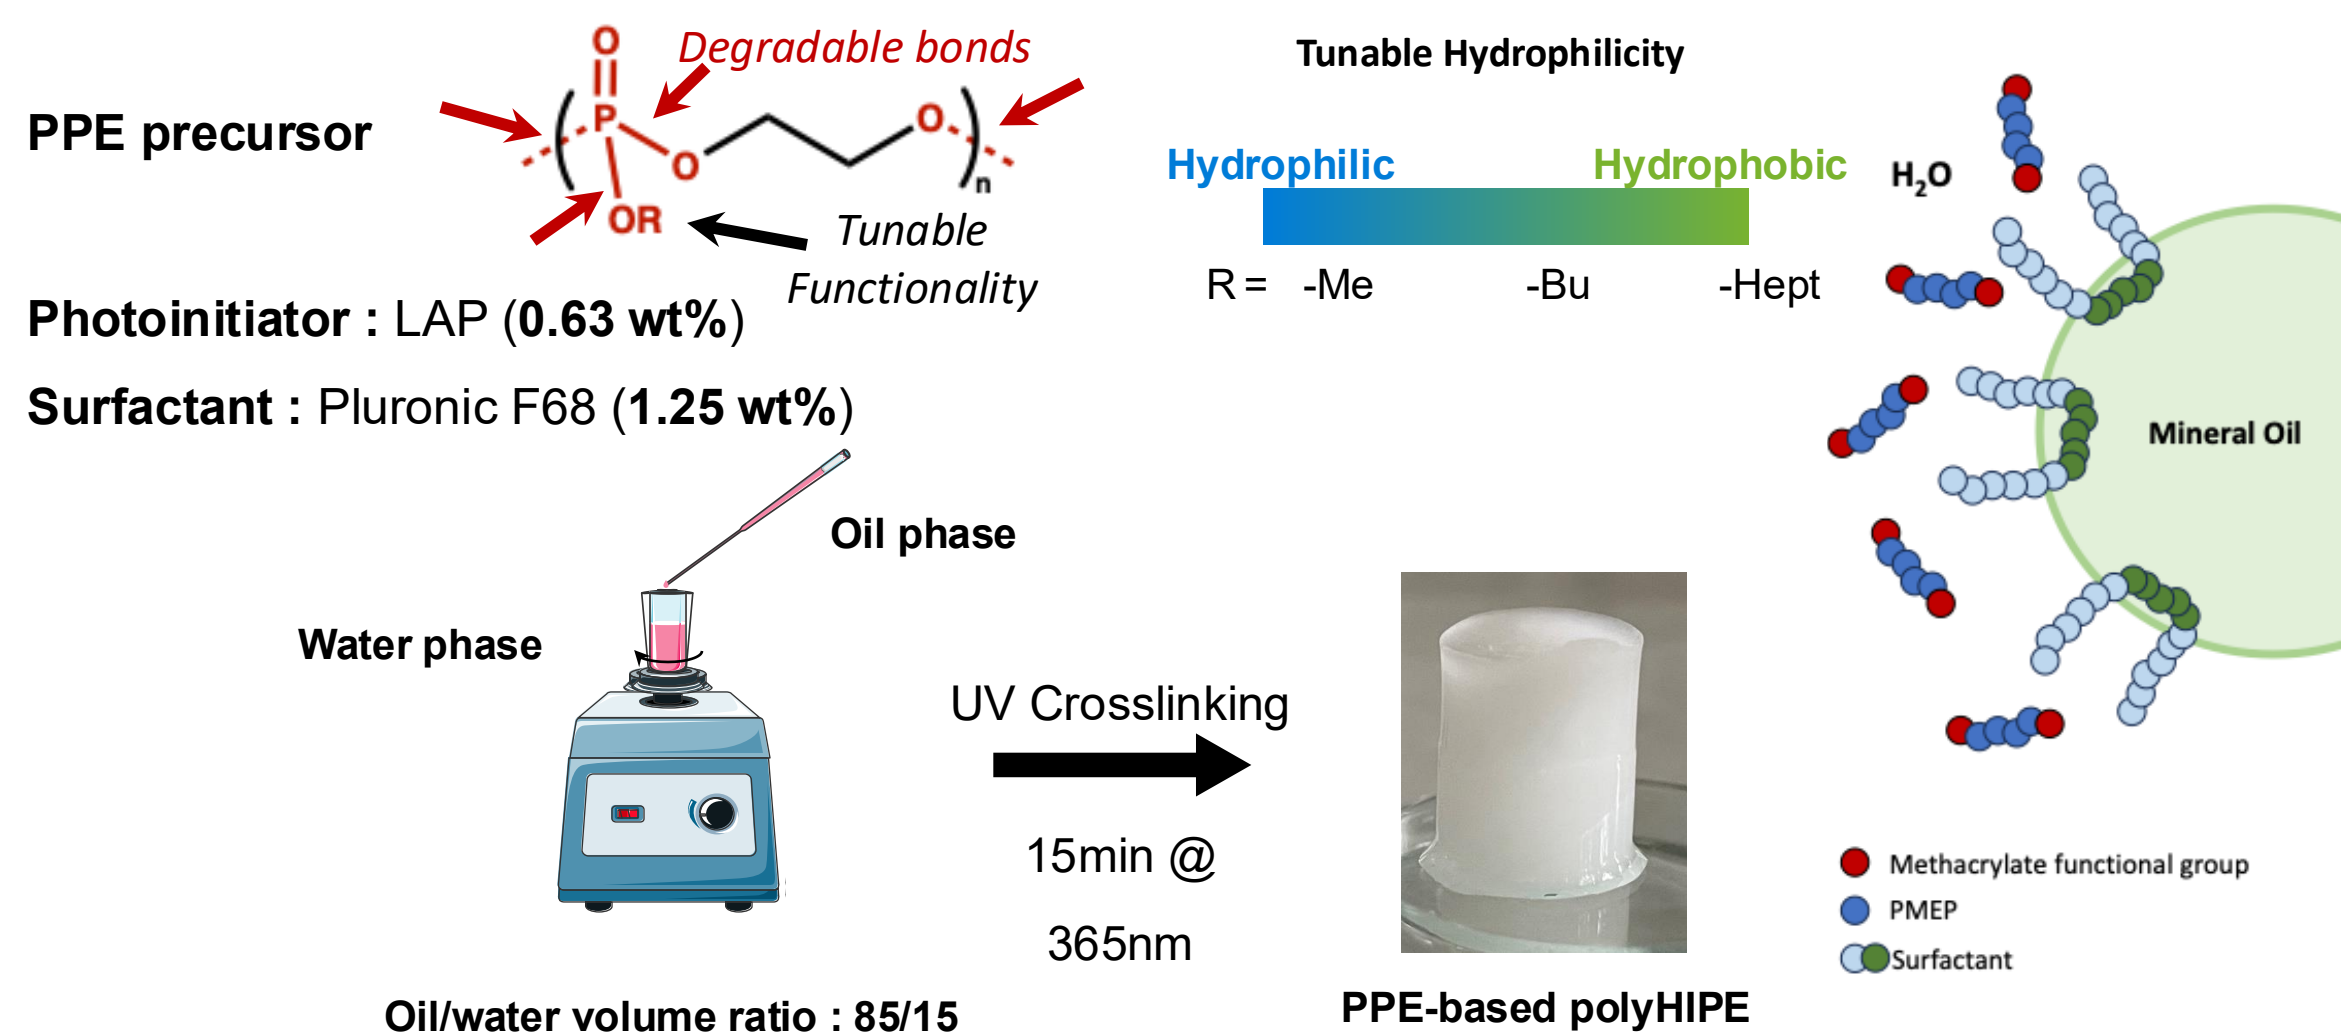 PPE precursor
O
P
O
O
OR
n
Degradable bonds
Tunable
Functionality
Photoinitiator : LAP (0.63 wt%)
Surfactant : Pluronic F68 (1.25 wt%)
Tunable Hydrophilicity
Hydrophilic
Hydrophobic
R = -Me -Bu -Hept
H₂O
Mineral Oil
Oil phase
Water phase
UV Crosslinking
15min @
365nm
Oil/water volume ratio : 85/15
PPE-based polyHIPE
Methacrylate functional group
PMEP
Surfactant